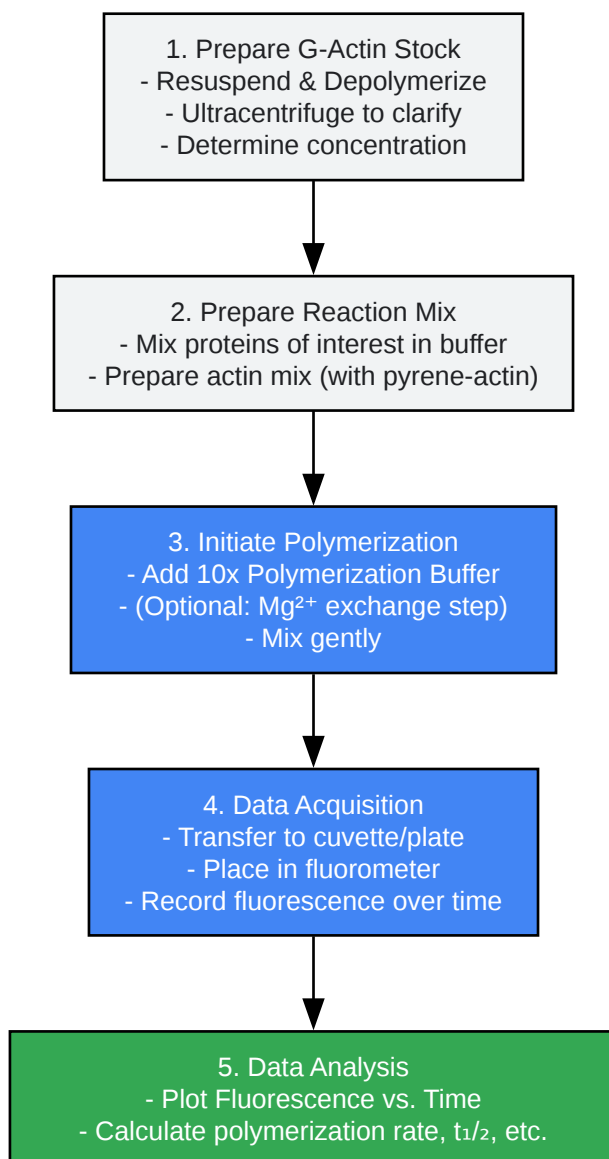 1. Prepare G-Actin Stock
- Resuspend & Depolymerize
- Ultracentrifuge to clarify
- Determine concentration
2. Prepare Reaction Mix
- Mix proteins of interest in buffer
- Prepare actin mix (with pyrene-actin)
3. Initiate Polymerization
- Add 10x Polymerization Buffer
- (Optional: Mg²⁺ exchange step)
- Mix gently
4. Data Acquisition
- Transfer to cuvette/plate
- Place in fluorometer
- Record fluorescence over time
5. Data Analysis
- Plot Fluorescence vs. Time
- Calculate polymerization rate, t₁/₂, etc.